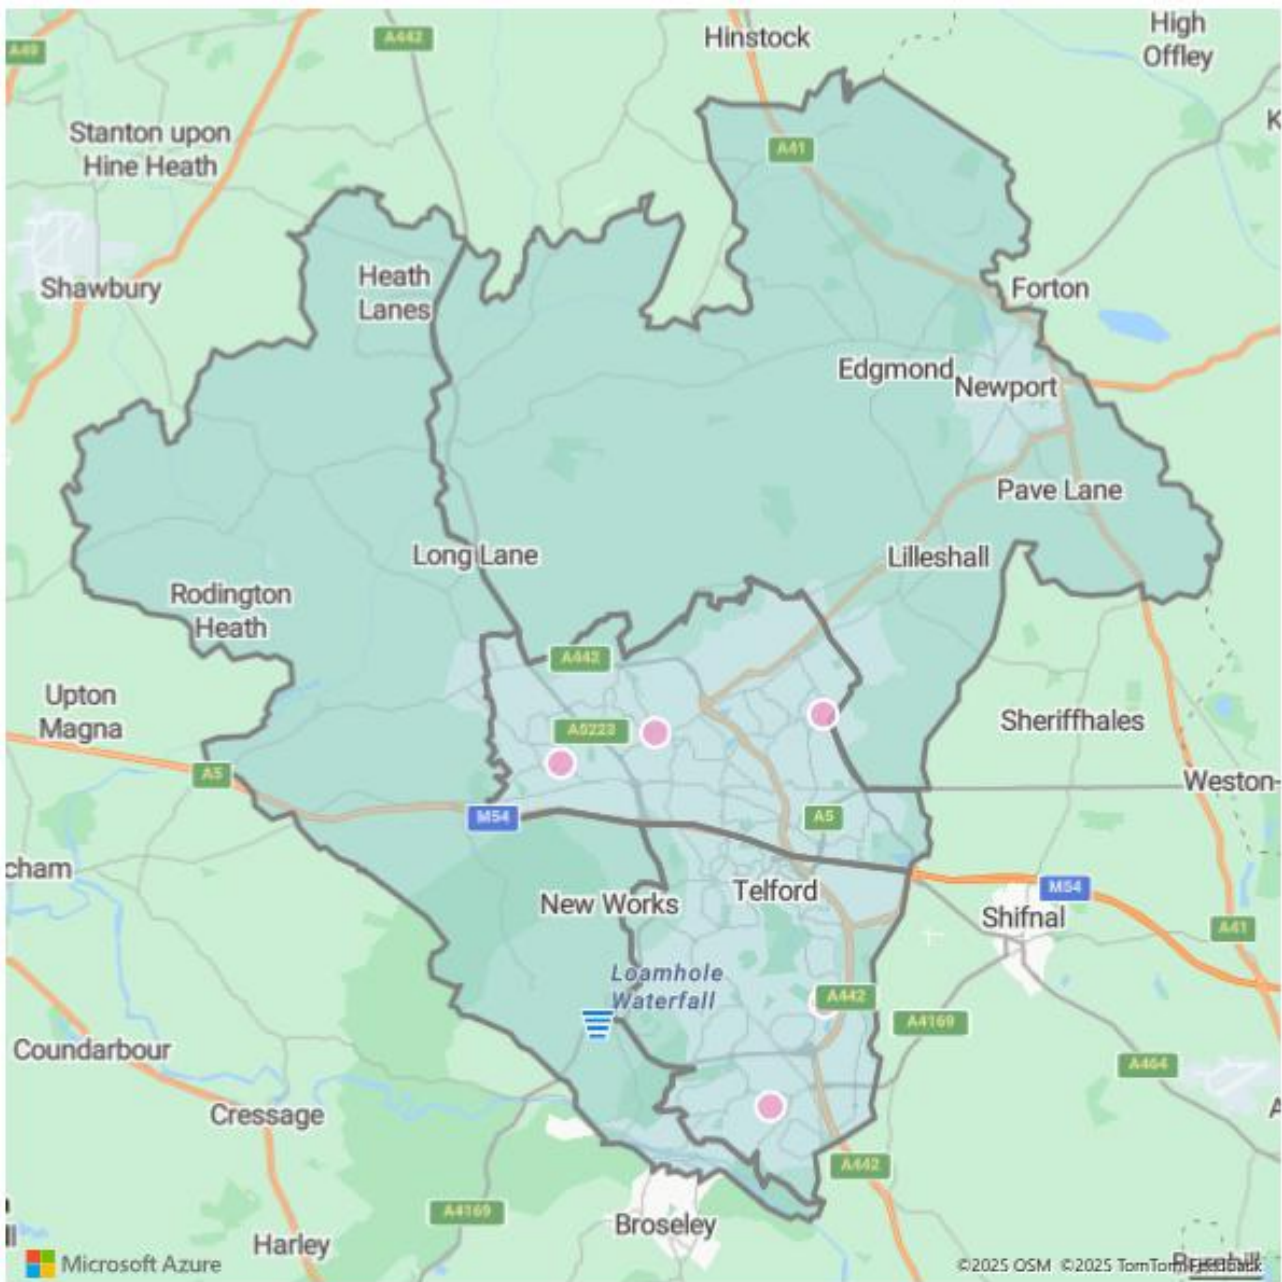 High
Offley
Hinstock
A442
A49
K
Stanton upon
Hine Heath
A41
Shawbury
Heath
Lanes
Forton
Edgmond
Newport
Pave Lane
Long Lane
Lilleshall
Rodington
Heath
A442
Upton
Magna
Sheriffhales
A5223
A5
Weston-
M54
A5
cham
New Works
Telford
M54
Shifnal
A41
Loamhole
Waterfall
A442
A4169
Coundarbour
A464
Cressage
A
A442
A4169
Broseley
Harley
Microsoft Azure
©2025 OSM ©2025 TomTom Feedback